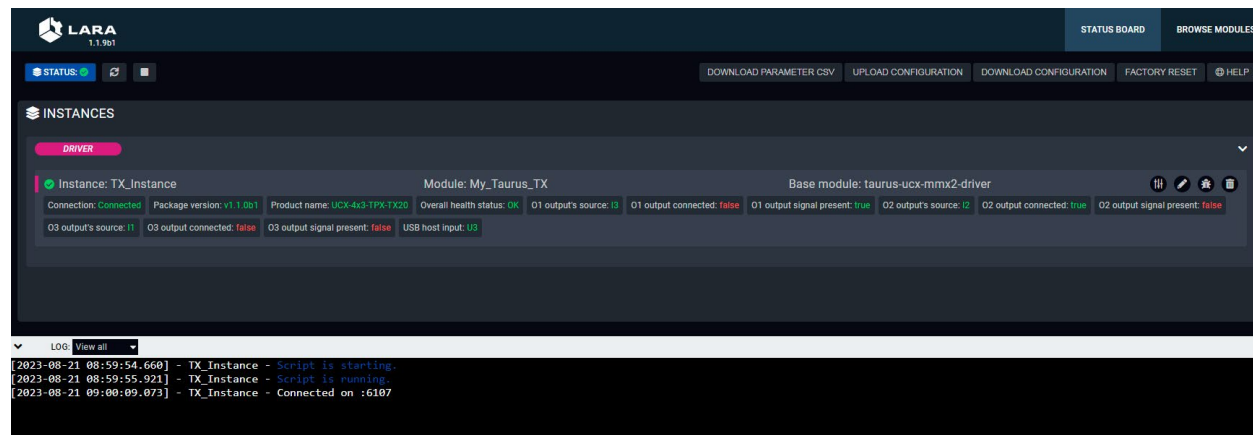 LARA
1.1.9b1
STATUS BOARD
BROWSE MODULES
STATUS:
DOWNLOAD PARAMETER CSV
UPLOAD CONFIGURATION
DOWNLOAD CONFIGURATION
FACTORY RESET
HELP
INSTANCES
DRIVER
Instance: TX_Instance
Module: My_Taurus_TX
Base module: taurus-ucx-mmx2-driver
Connection: Connected Package version: v1.1.0b1 Product name: UCX-4x3-TPX-TX20 Overall health status: OK O1 output's source: I3 O1 output connected: false O1 output signal present: true O2 output's source: I2 O2 output connected: true O2 output signal present: false
O3 output's source: I1 O3 output connected: false O3 output signal present: false USB host input: U3
LOG: View all
[2023-08-21 08:59:54.660] - TX_Instance - Script is starting.
[2023-08-21 08:59:55.921] - TX_Instance - Script is running.
[2023-08-21 09:00:09.073] - TX_Instance - Connected on :6107